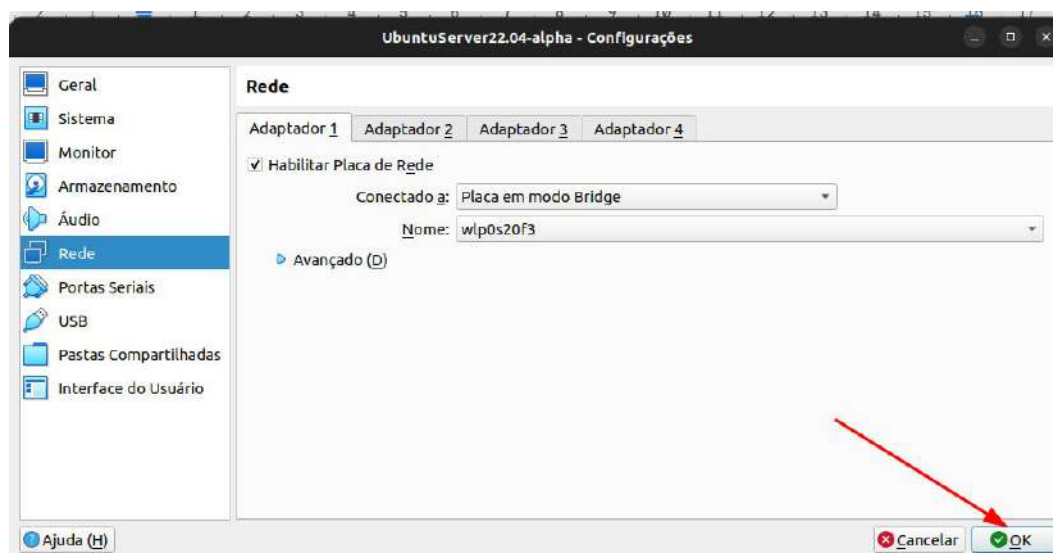 UbuntuServer22.04-alpha - Configurações
Geral
Sistema
Monitor
Armazenamento
Áudio
Rede
Portas Seriais
USB
Pastas Compartilhadas
Interface do Usuário
Rede
Adaptador 1 Adaptador 2 Adaptador 3 Adaptador 4
Habilitar Placa de Rede
Conectado a: Placa em modo Bridge
Nome: wlp0s20f3
Avançado (D)
Ajuda (H) Cancelar OK